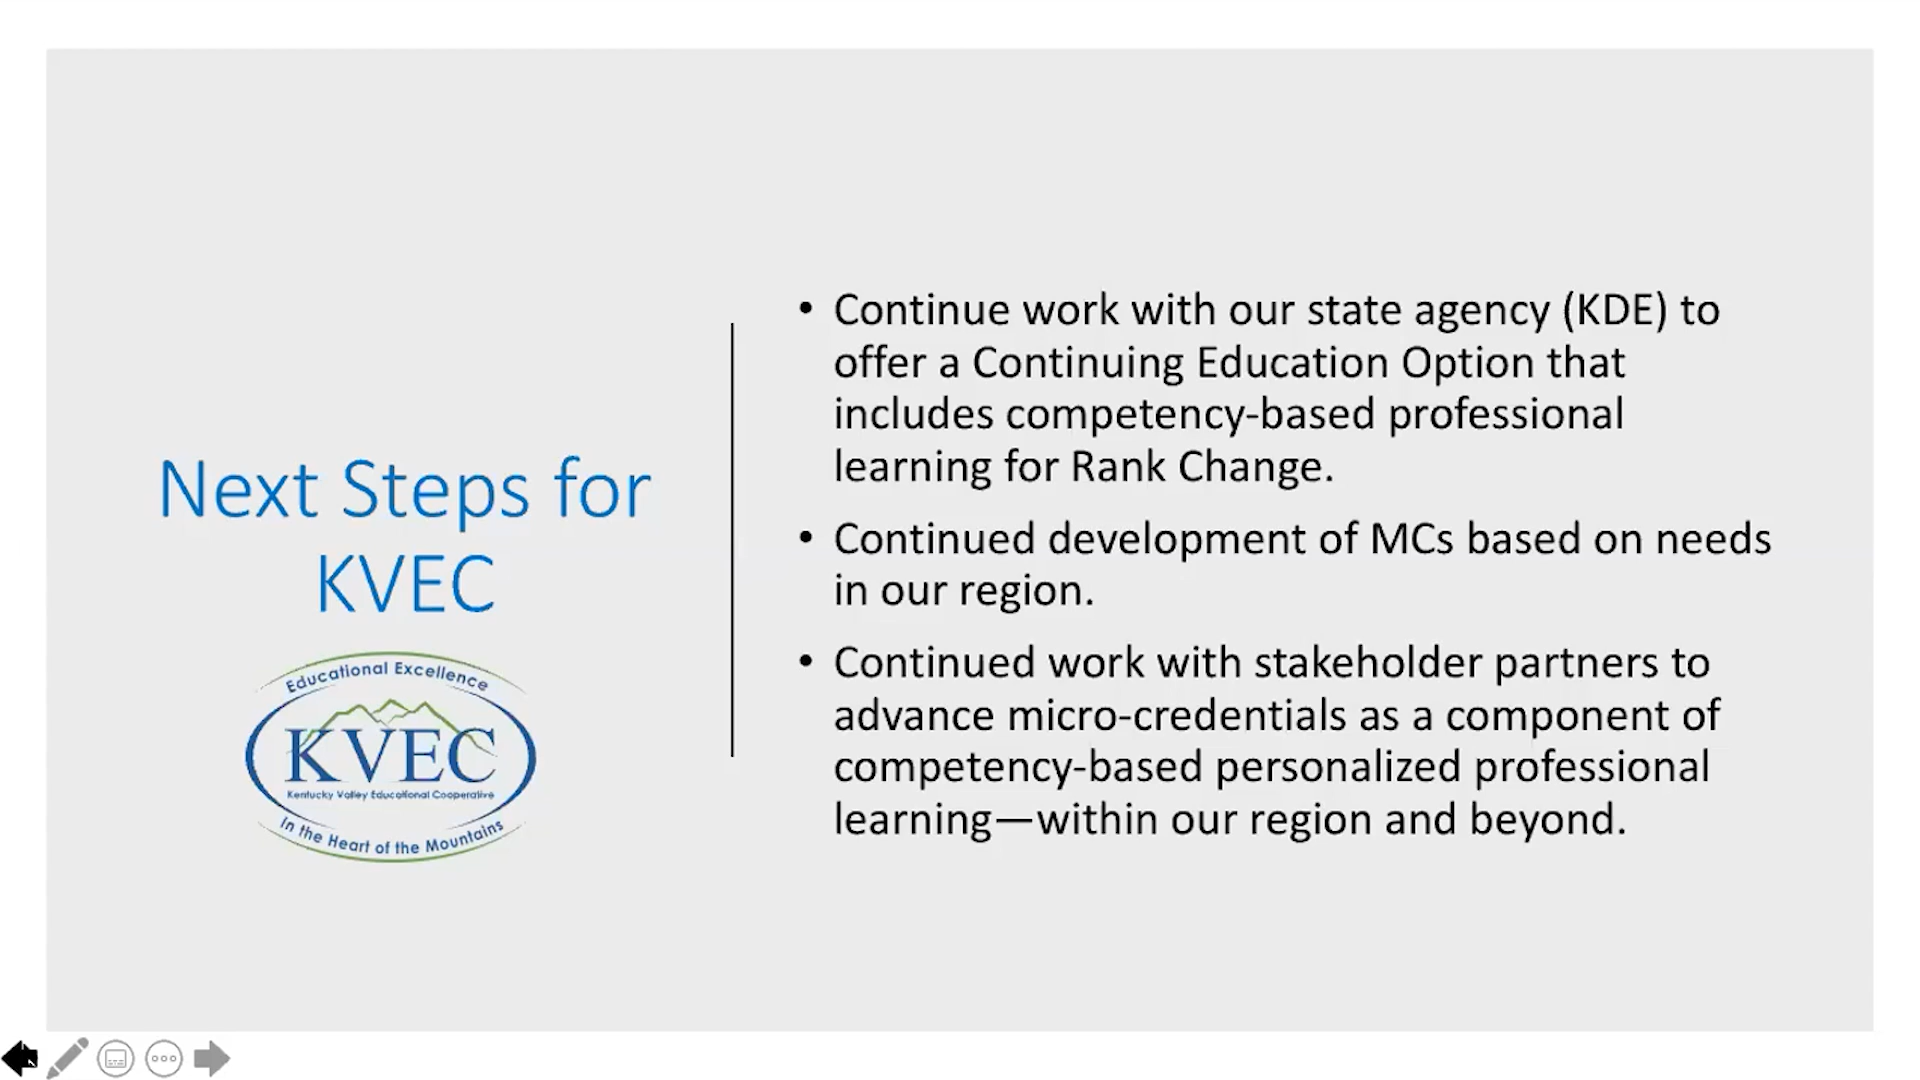 Next Steps for
KVEC
Educational Excellence
KVEC
Kentucky Valley Educational Cooperative
In the Heart of the Mountains
• Continue work with our state agency (KDE) to
offer a Continuing Education Option that
includes competency-based professional
learning for Rank Change.
• Continued development of MCs based on needs
in our region.
• Continued work with stakeholder partners to
advance micro-credentials as a component of
competency-based personalized professional
learning—within our region and beyond.